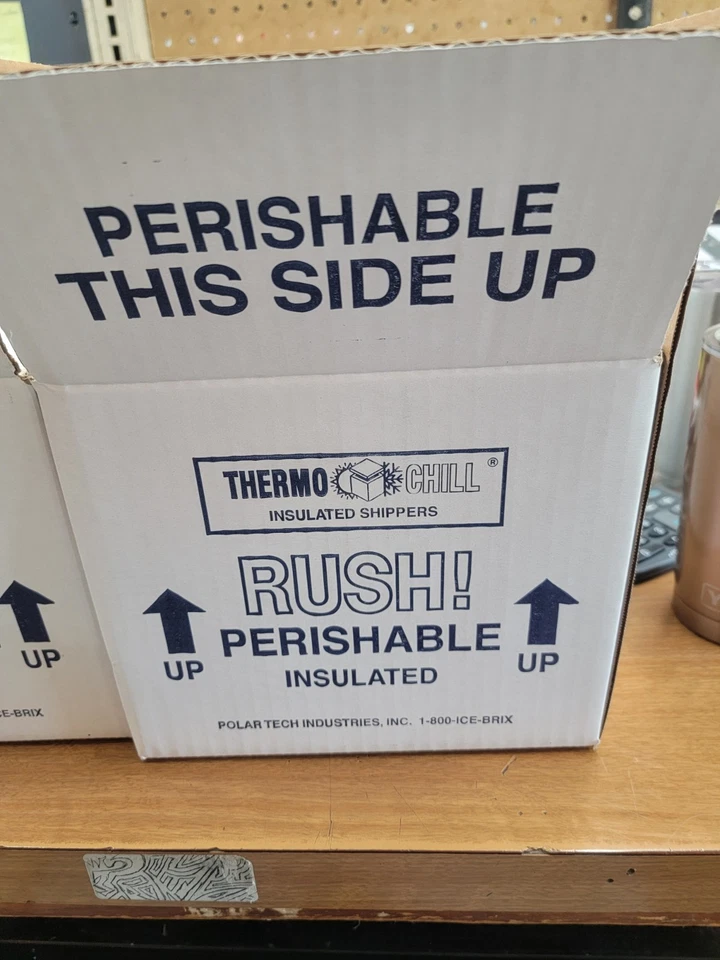 PERISHABLE
THIS SIDE UP
THERMO CHILL ®
INSULATED SHIPPERS
RUSH!
PERISHABLE
INSULATED
UP
UP
POLAR TECH INDUSTRIES, INC. 1-800-ICE-BRIX
UP
E-BRIX